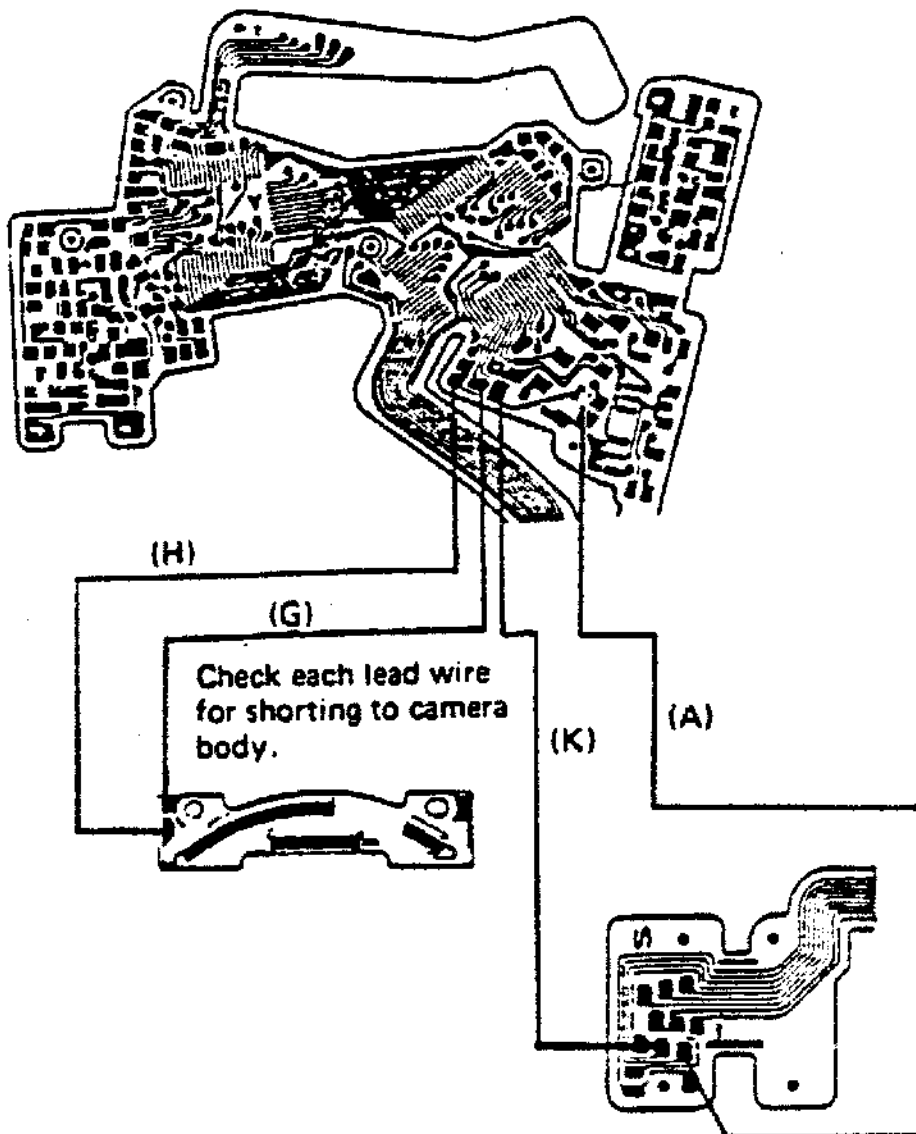 (H)
(G)
Check each lead wire
for shorting to camera
body.
(K)
(A)
S